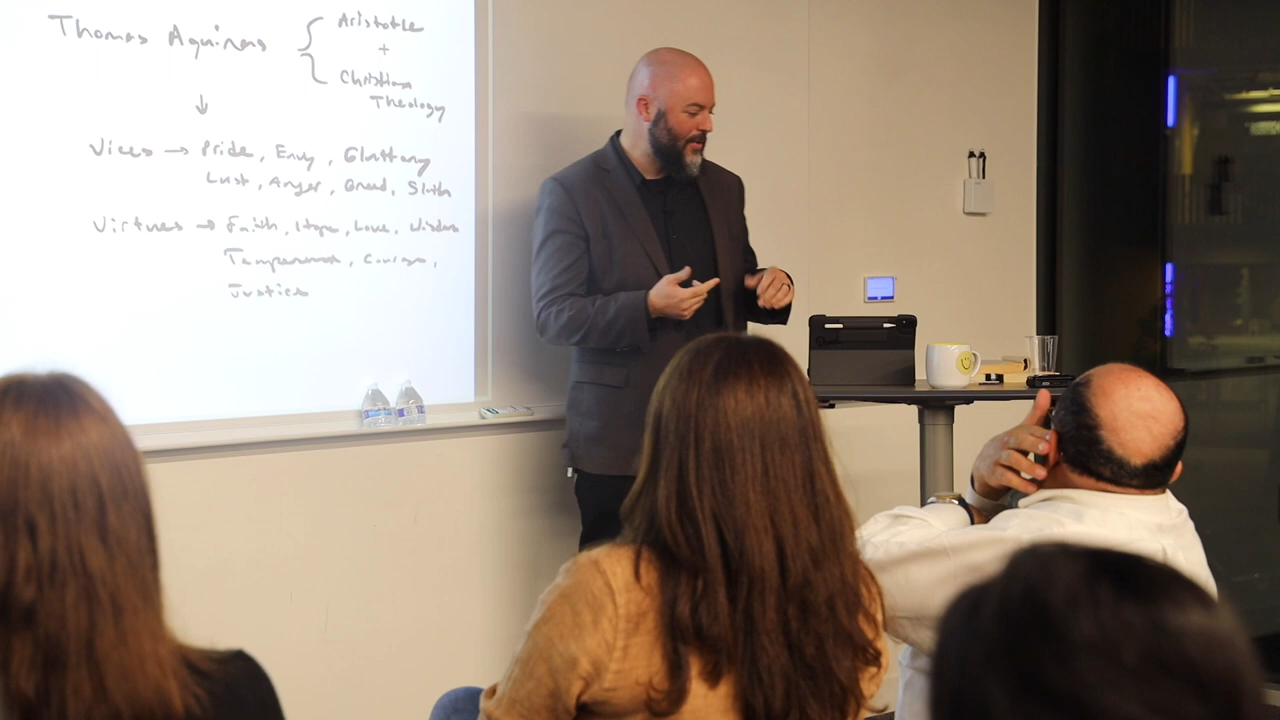 Thomas Aquinas { Aristotle
+
Christian
Theology
↓
Vices → Pride, Envy, Gluttony
Lust, Anger, Greed, Sloth
Virtues → Faith, Hope, Love, Wisdom
Temperance, Courage,
Justice